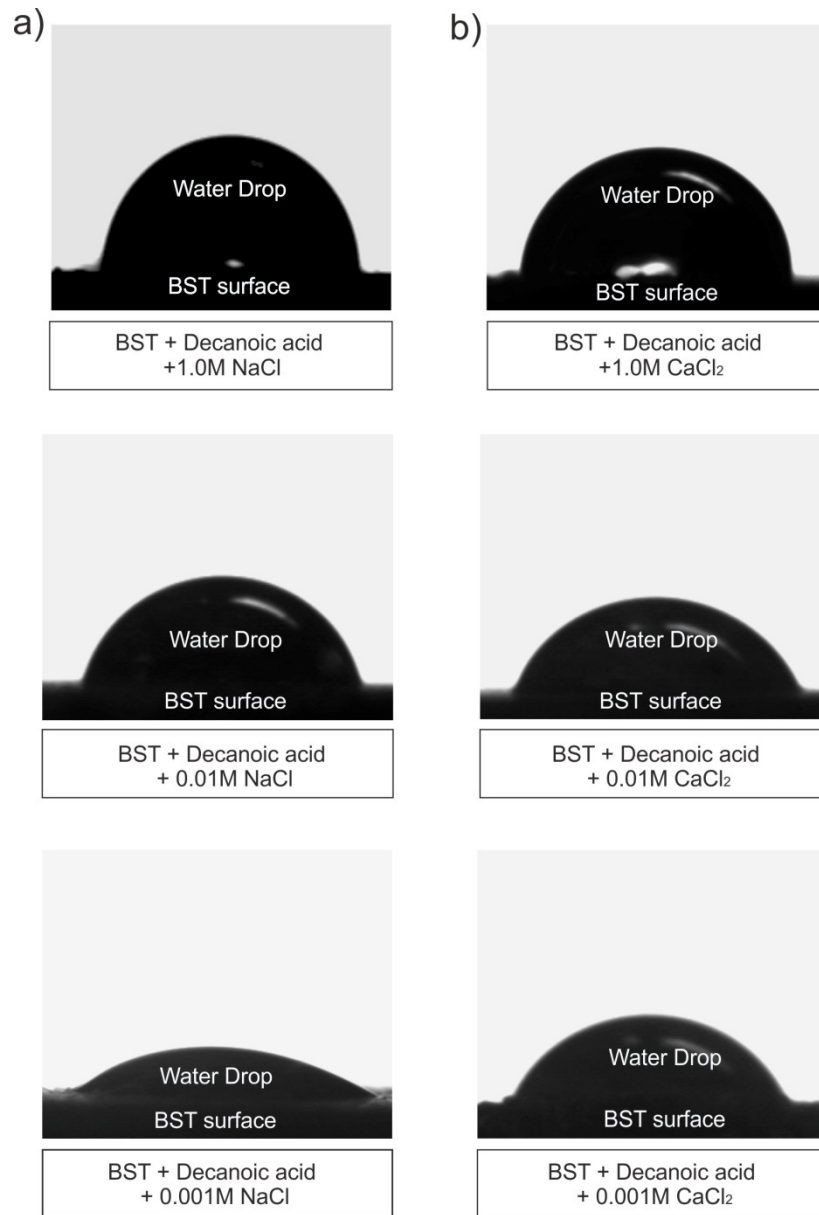 a)
b)
Water Drop
BST surface
BST + Decanoic acid
+1.0M NaCl
Water Drop
BST surface
BST + Decanoic acid
+1.0M CaCl₂
Water Drop
BST surface
BST + Decanoic acid
+ 0.01M NaCl
Water Drop
BST surface
BST + Decanoic acid
+ 0.01M CaCl₂
Water Drop
BST surface
BST + Decanoic acid
+ 0.001M NaCl
Water Drop
BST surface
BST + Decanoic acid
+ 0.001M CaCl₂